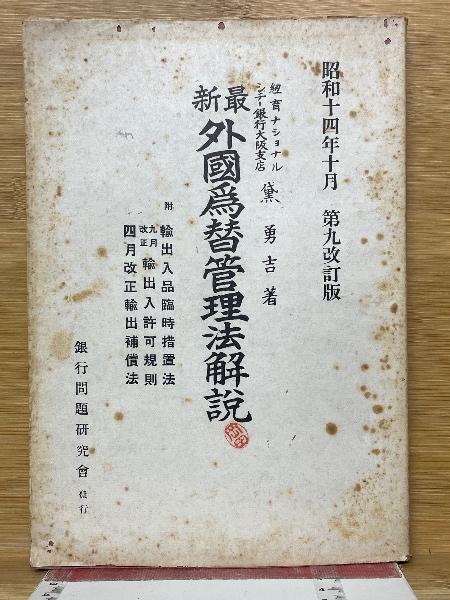 昭和十四年十月 第九改訂版
紐育ナショナル
シチー銀行大阪支店
黛勇吉著
最新
外國爲替管理法解説
附 輸出入品臨時措置法
九月改正 輸出入許可規則
四月改正輸出補償法
銀行問題研究會 發行